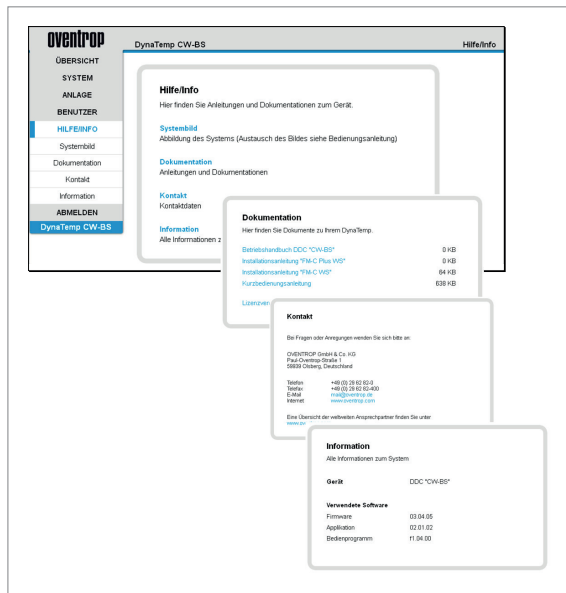 oventrop
DynaTemp CW-BS
Hilfe/Info
ÜBERSICHT
SYSTEM
ANLAGE
BENUTZER
HILFE/INFO
Systembild
Dokumentation
Kontakt
Information
ABMELDEN
DynaTemp CW-BS
Hilfe/Info
Hier finden Sie Anleitungen und Dokumentationen zum Gerät.
Systembild
Abbildung des Systems (Austausch des Bildes siehe Bedienungsanleitung)
Dokumentation
Anleitungen und Dokumentationen
Kontakt
Kontaktdaten
Information
Alle Informationen z
Dokumentation
Hier finden Sie Dokumente zu Ihrem DynaTemp.
Betriebshandbuch DDC "CW-BS" 0 KB
Installationsanleitung "FM-C Plus WS" 0 KB
Installationsanleitung "FM-C WS" 64 KB
Kurzbedienungsanleitung 638 KB
Lizenzver
Kontakt
Bei Fragen oder Anregungen wenden Sie sich bitte an:
OVENTROP GmbH & Co. KG
Paul-Oventrop-Straße 1
59939 Olsberg, Deutschland
Telefon +49 (0) 29 62 82-0
Telefax +49 (0) 29 62 82-400
E-Mail mail@oventrop.de
Internet www.oventrop.com
Eine Übersicht der weltweiten Ansprechpartner finden Sie unter
Information
Alle Informationen zum System
Gerät DDC "CW-BS"
Verwendete Software
Firmware 03.04.05
Applikation 02.01.02
Bedienprogramm f1.04.00